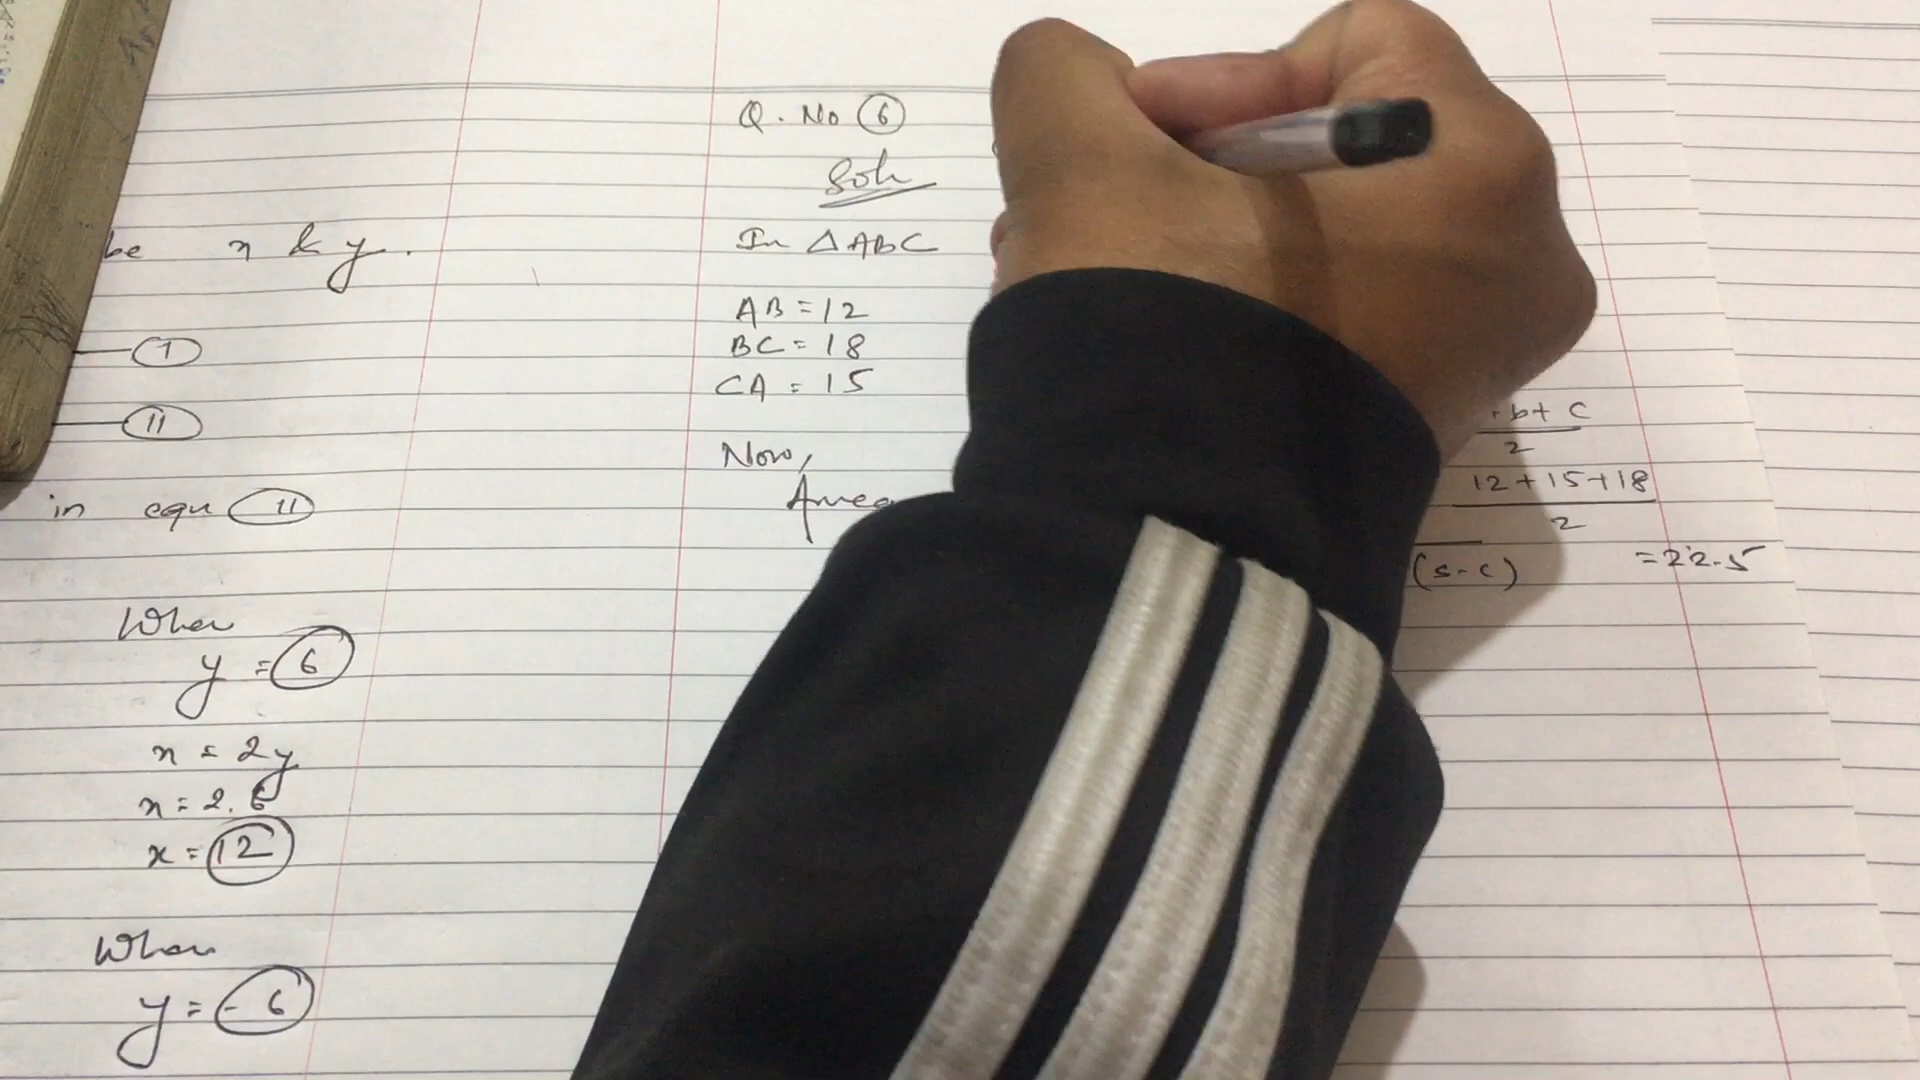 be x & y.
I
II
in equ II
When
y = 6
x = 2y
x = 2.6
x = 12
When
y = -6
Q. No 6
Soln
In △ABC
AB = 12
BC = 18
CA = 15
Now,
Area
b + c
2
12 + 15 + 18
2
(s-c)
= 22.5